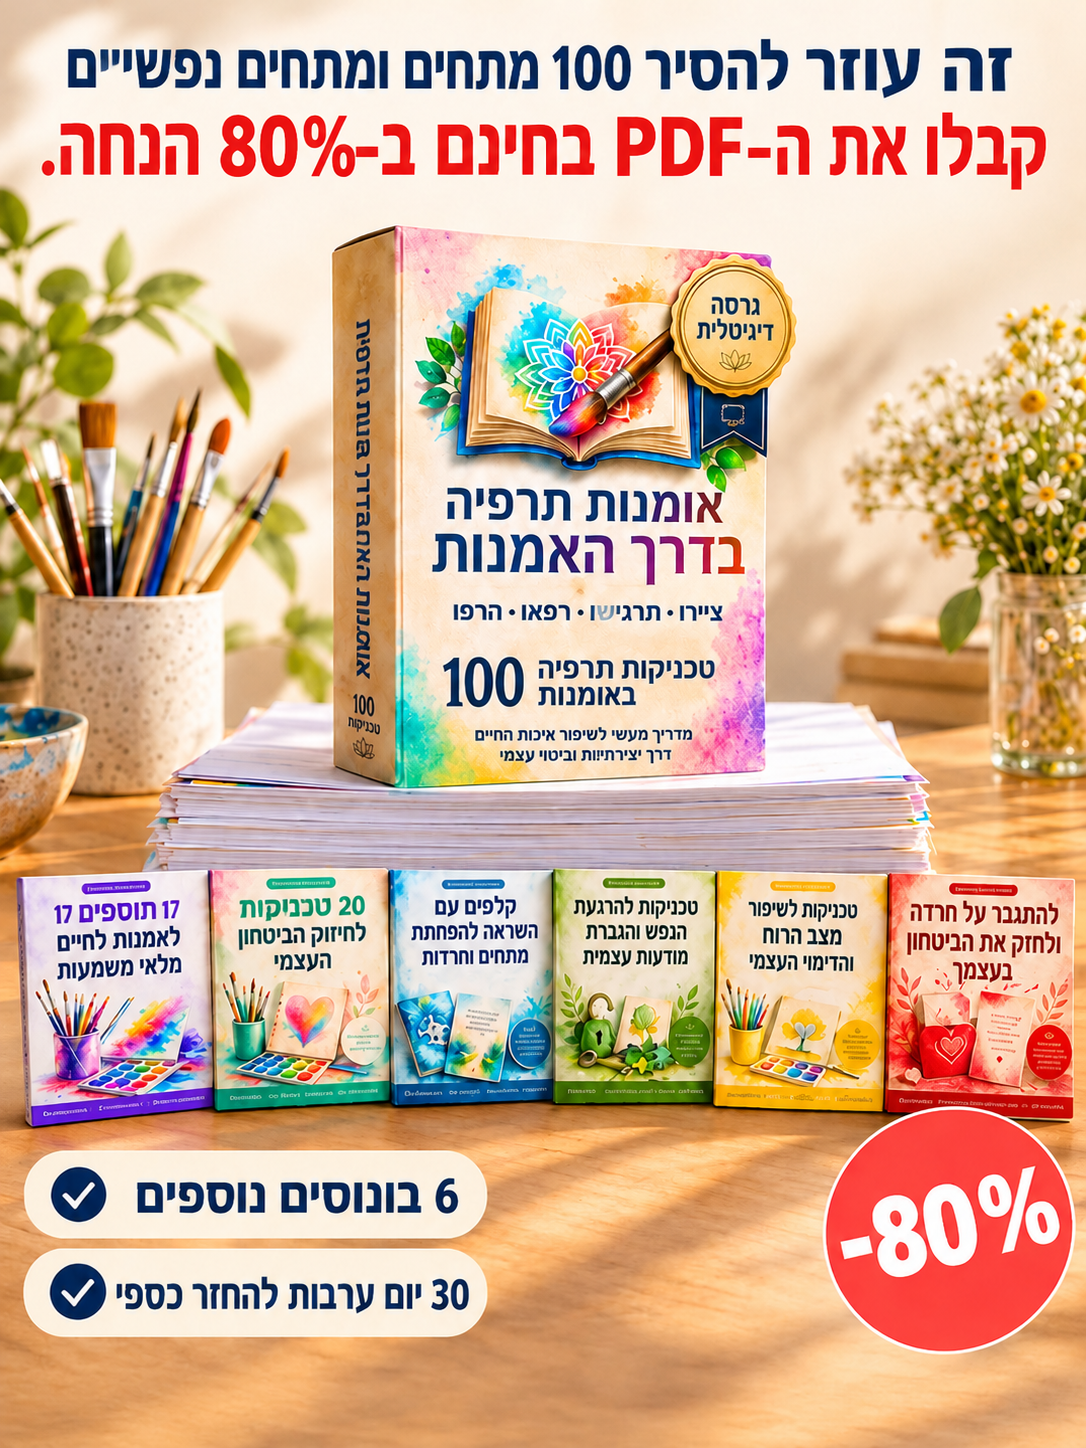 זה עוזר להסיר 100 מתחים ומתחים נפשיים
קבלו את ה-PDF בחינם ב-80% הנחה.
גרסה
דיגיטלית
אומנות תרפיה
בדרך האמנות
ציירו • תרגישו • רפאו • הרפו
100 טכניקות תרפיה
באומנות
מדריך מעשי לשיפור איכות החיים
דרך יצירתיות וביטוי עצמי
100
טכניקות
17 תוספים 17
לאמנות לחיים
מלאי משמעות
20 טכניקות
לחיזוק הביטחון
העצמי
קלפים עם
השראה להפחתת
מתחים וחרדות
טכניקות להרגעת
הנפש והגברת
מודעות עצמית
טכניקות לשיפור
מצב הרוח
והדימוי העצמי
להתגבר על חרדה
ולחזק את הביטחון
בעצמך
6 בונוסים נוספים
30 יום ערבות להחזר כספי
-80%